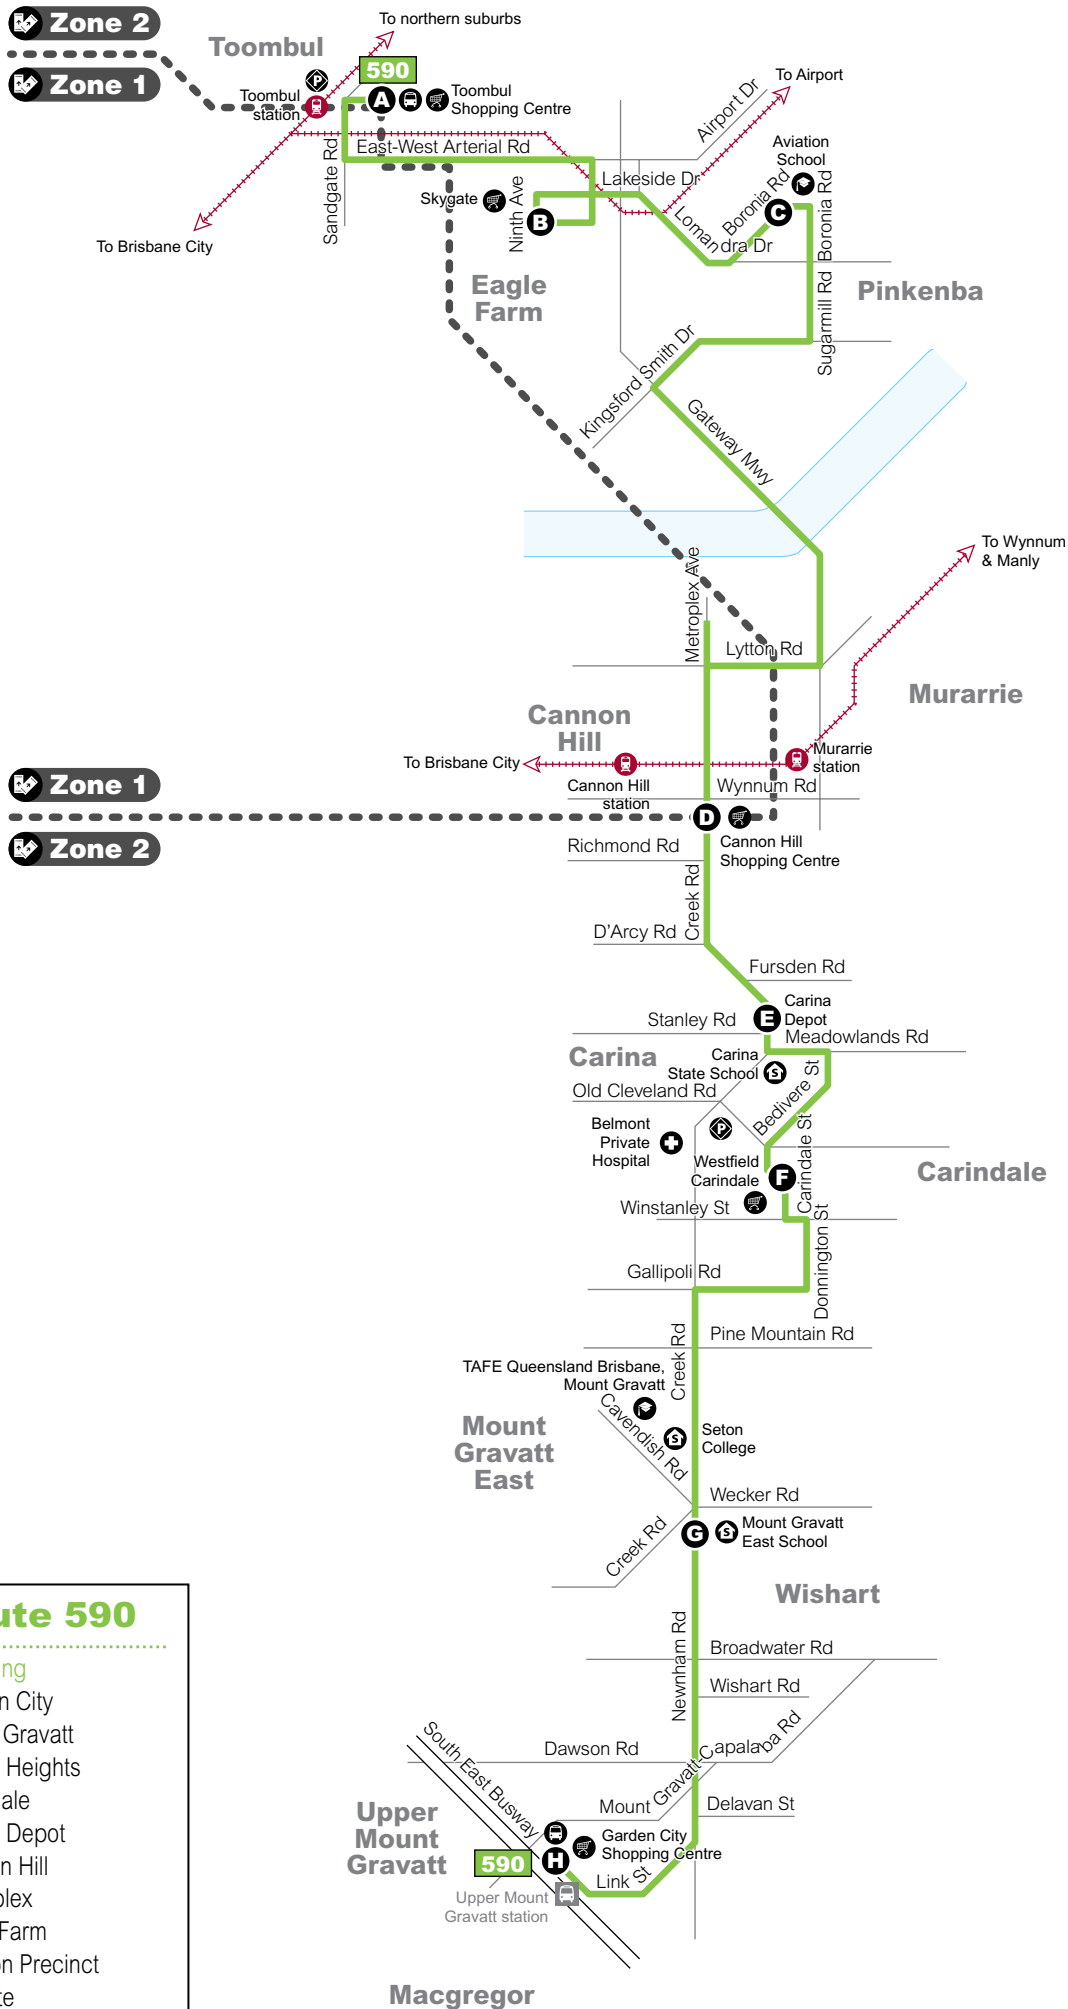 Zone 2
Zone 1
Toombul
To northern suburbs
590
Toombul
station
A
Toombul
Shopping Centre
To Airport
Airport Dr
Sandgate Rd
East-West Arterial Rd
Aviation
School
Lakeside Dr
Skygate
Ninth Ave
B
Boronia Rd
C
Boronia Rd
Lomandra Dr
To Brisbane City
Eagle
Farm
Pinkenba
Sugarmill Rd
Kingsford Smith Dr
Gateway Mwy
To Wynnum
& Manly
Metroplex Ave
Lytton Rd
Murarrie
Cannon
Hill
To Brisbane City
Murarrie
station
Cannon Hill
station
Wynnum Rd
Zone 1
Zone 2
D
Cannon Hill
Shopping Centre
Richmond Rd
Creek Rd
D'Arcy Rd
Fursden Rd
Carina
Depot
E
Stanley Rd
Meadowlands Rd
Carina
Carina
State School
Old Cleveland Rd
Bedivere St
Belmont
Private
Hospital
Westfield
Carindale
F
Carindale St
Carindale
Winstanley St
Donnington St
Gallipoli Rd
Creek Rd
Pine Mountain Rd
TAFE Queensland Brisbane,
Mount Gravatt
Cavendish Rd
Mount
Gravatt
East
Seton
College
Wecker Rd
G
Mount Gravatt
East School
Creek Rd
Wishart
Newnham Rd
Broadwater Rd
Wishart Rd
Dawson Rd
Mount Gravatt-Capalaba Rd
South East Busway
Delavan St
Upper
Mount
Gravatt
Garden City
Shopping Centre
590
H
Link St
Upper Mount
Gravatt station
Macgregor
ute 590
ng
n City
Gravatt
Heights
ale
Depot
n Hill
plex
Farm
on Precinct
te